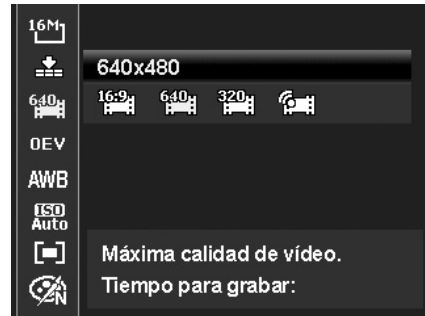 16M
640x480
640
16:9 640 320
0EV
AWB
ISO
Auto
Máxima calidad de vídeo.
N
Tiempo para grabar: